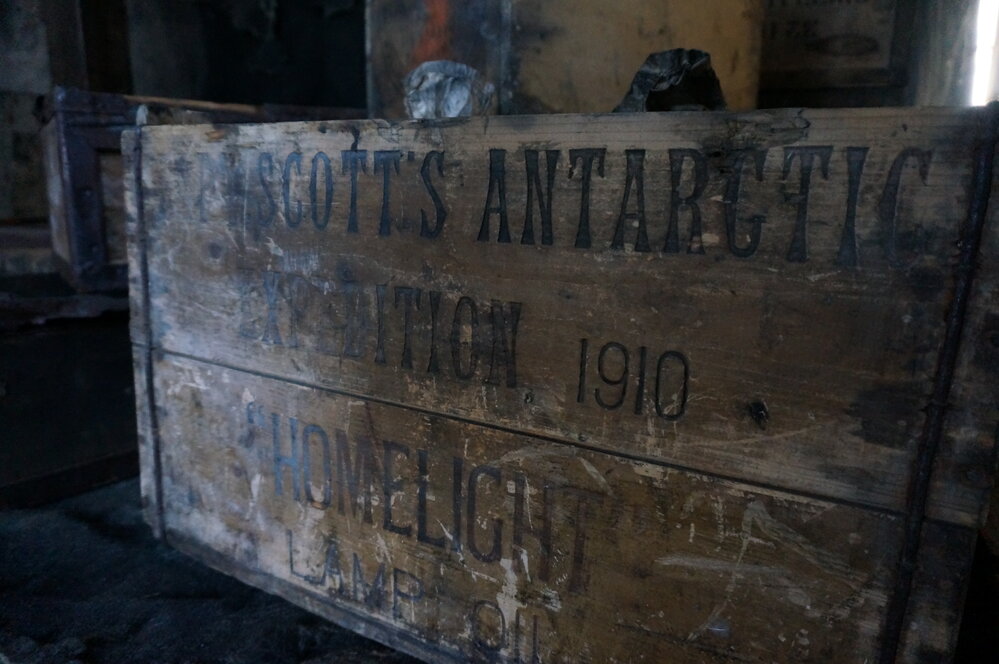 SCOTT'S ANTARCTIC
EXPEDITION 1910
"HOMELIGHT
LAMP OIL